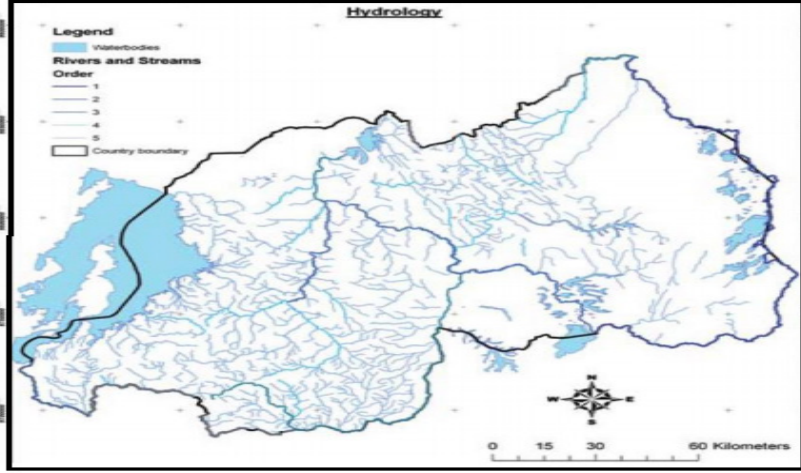 Hydrology
Legend
Waterbodies
Rivers and Streams
Order
1
2
3
4
5
Country boundary
N
W E
S
0 15 30 60 Kilometers